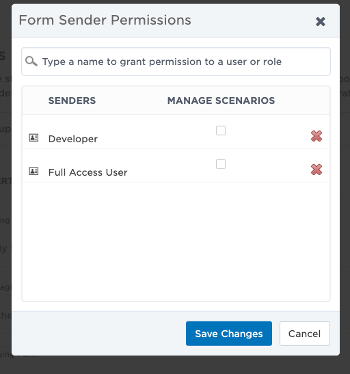 Form Sender Permissions
Type a name to grant permission to a user or role
SENDERS MANAGE SCENARIOS
Developer
Full Access User
Save Changes Cancel